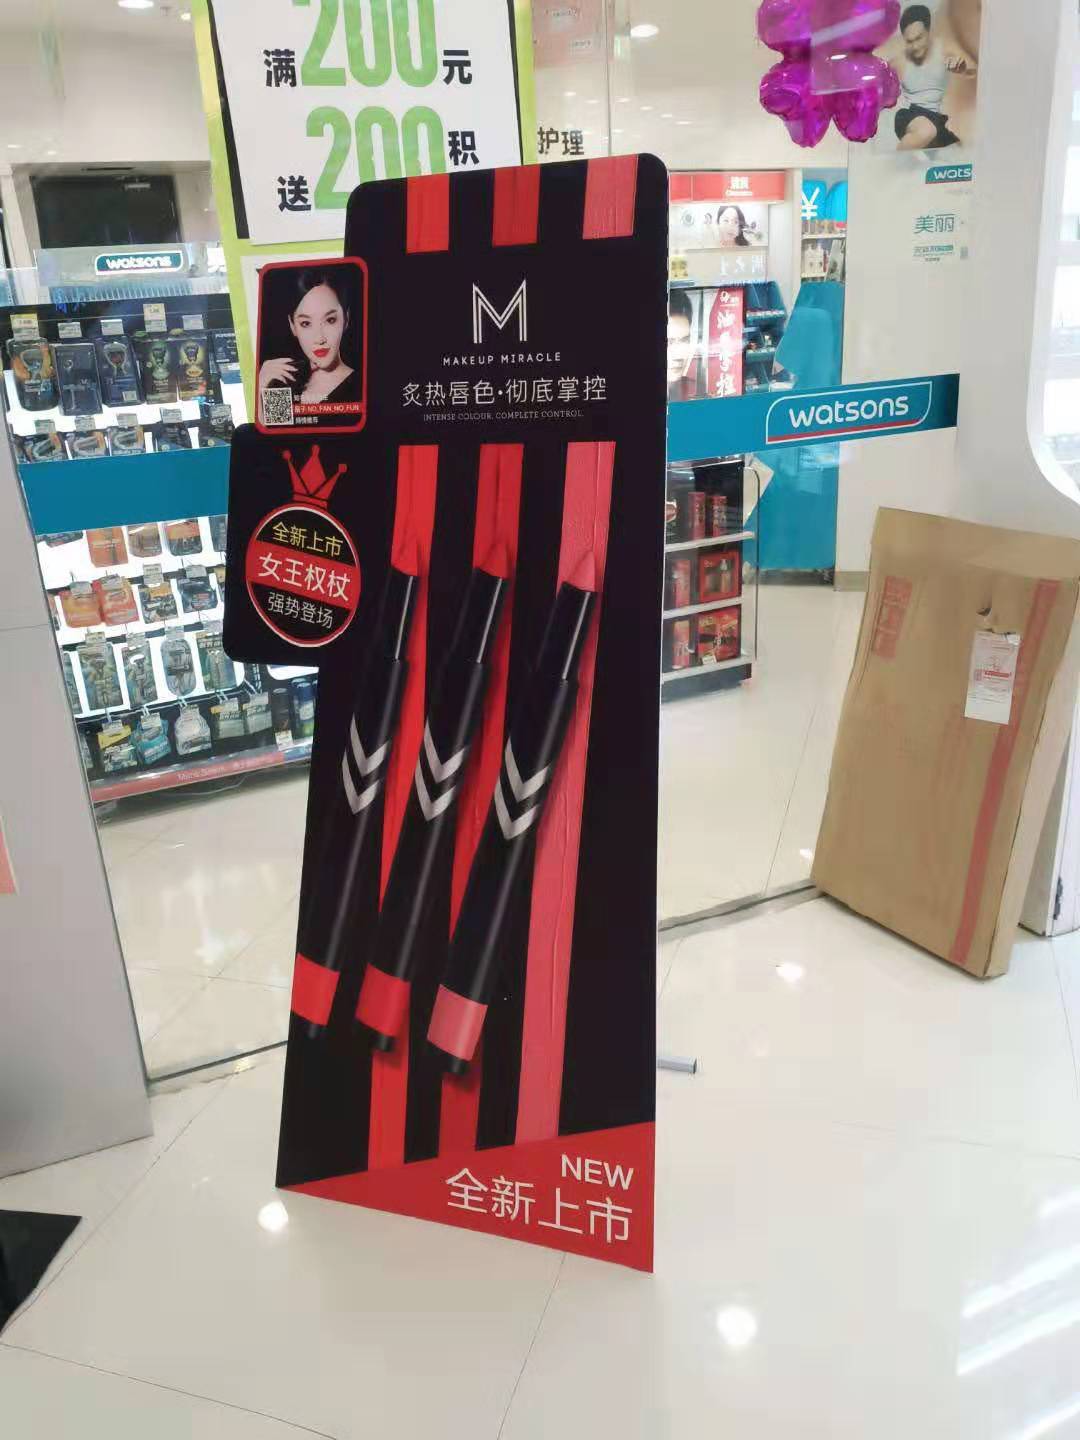 满200元
送200积
护理
watsons
watsons
¥
美丽
MAKEUP MIRACLE
炙热唇色·彻底掌控
INTENSE COLOUR. COMPLETE CONTROL.
NO_FAN_NO_FUN
watsons
全新上市
女王权杖
强势登场
NEW
全新上市